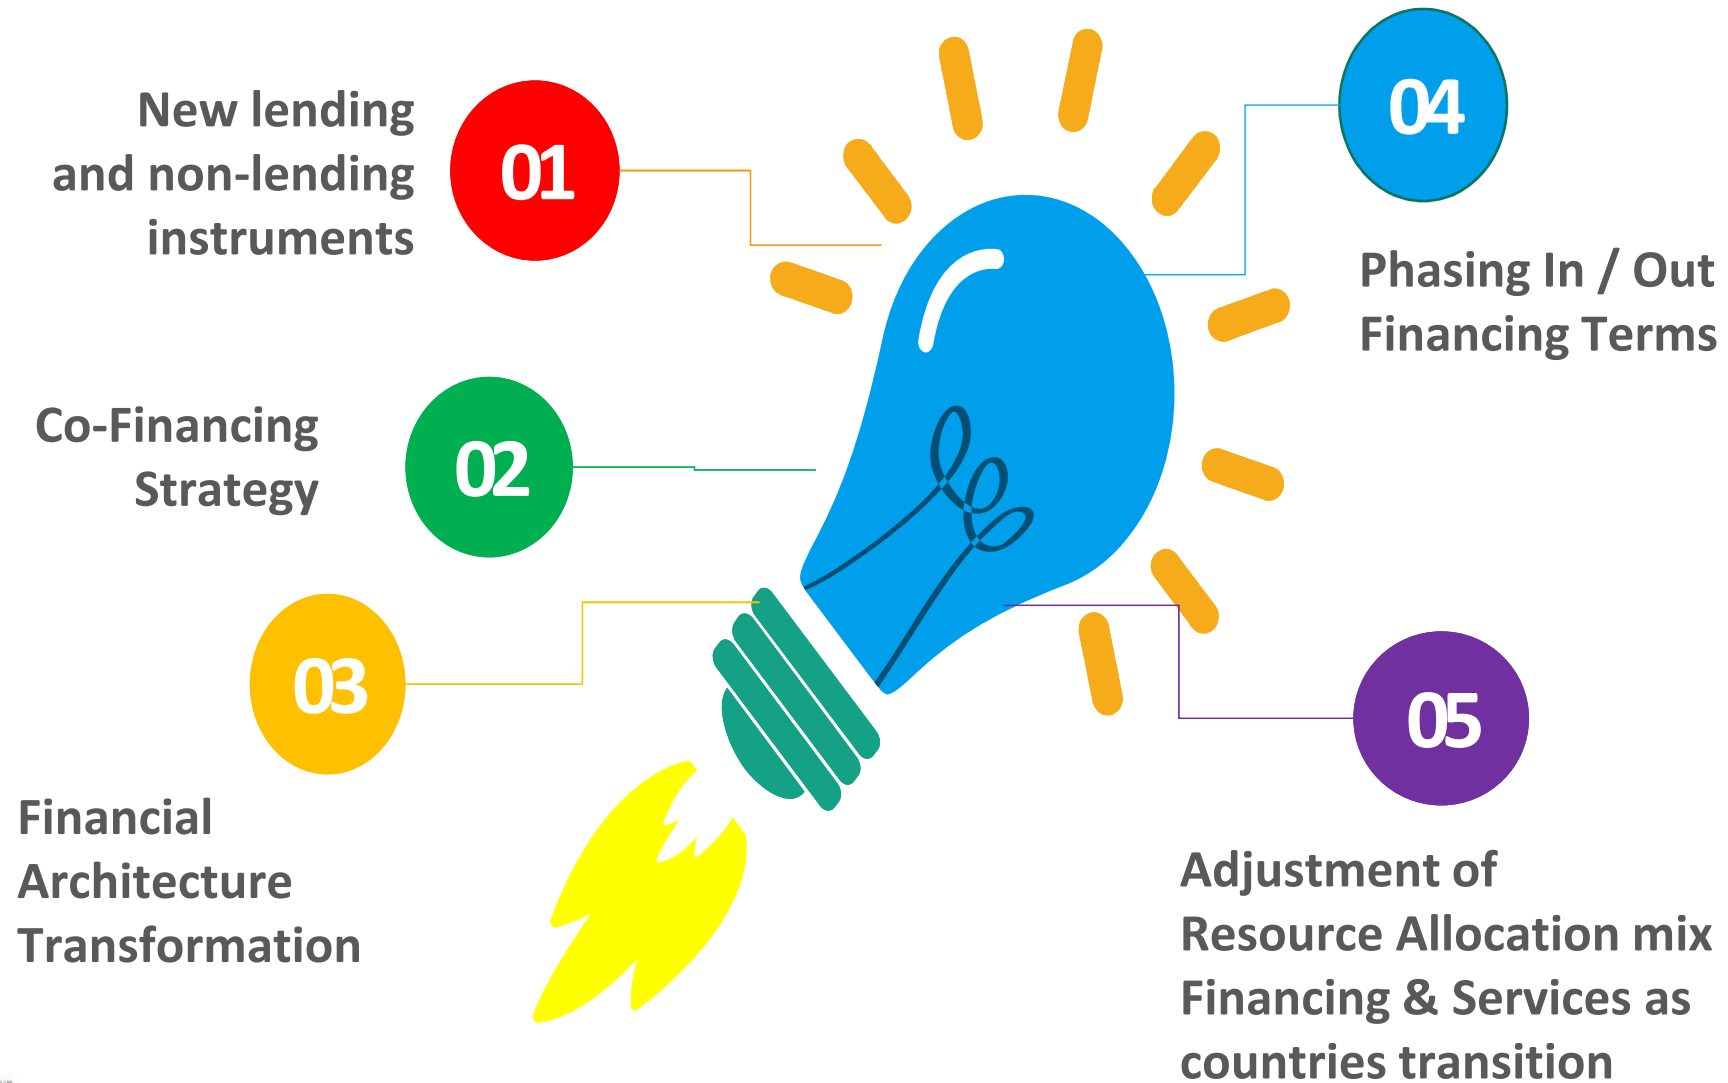 01
New lending
and non-lending
instruments
02
Co-Financing
Strategy
03
Financial
Architecture
Transformation
04
Phasing In / Out
Financing Terms
05
Adjustment of
Resource Allocation mix
Financing & Services as
countries transition